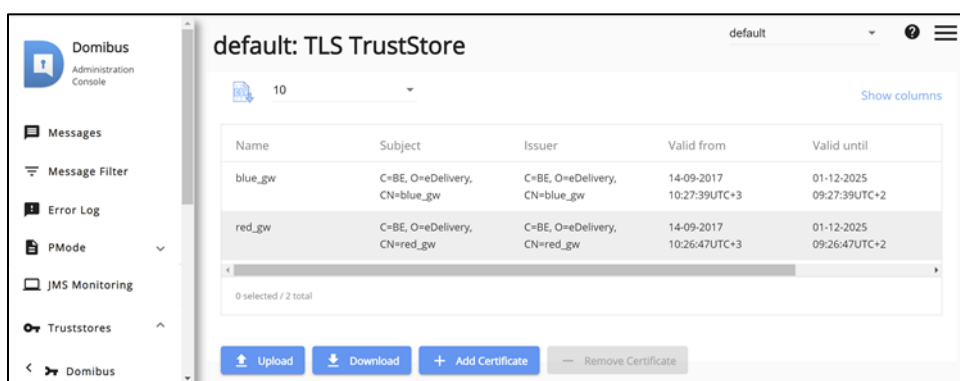 Domibus
Administration
Console
Messages
Message Filter
Error Log
PMode
JMS Monitoring
Truststores
Domibus
default: TLS TrustStore
default
10
Show columns
Name Subject Issuer Valid from Valid until
blue_gw C=BE, O=eDelivery, C=BE, O=eDelivery, 14-09-2017 01-12-2025
CN=blue_gw CN=blue_gw 10:27:39UTC+3 09:27:39UTC+2
red_gw C=BE, O=eDelivery, C=BE, O=eDelivery, 14-09-2017 01-12-2025
CN=red_gw CN=red_gw 10:26:47UTC+3 09:26:47UTC+2
0 selected / 2 total
Upload Download Add Certificate Remove Certificate